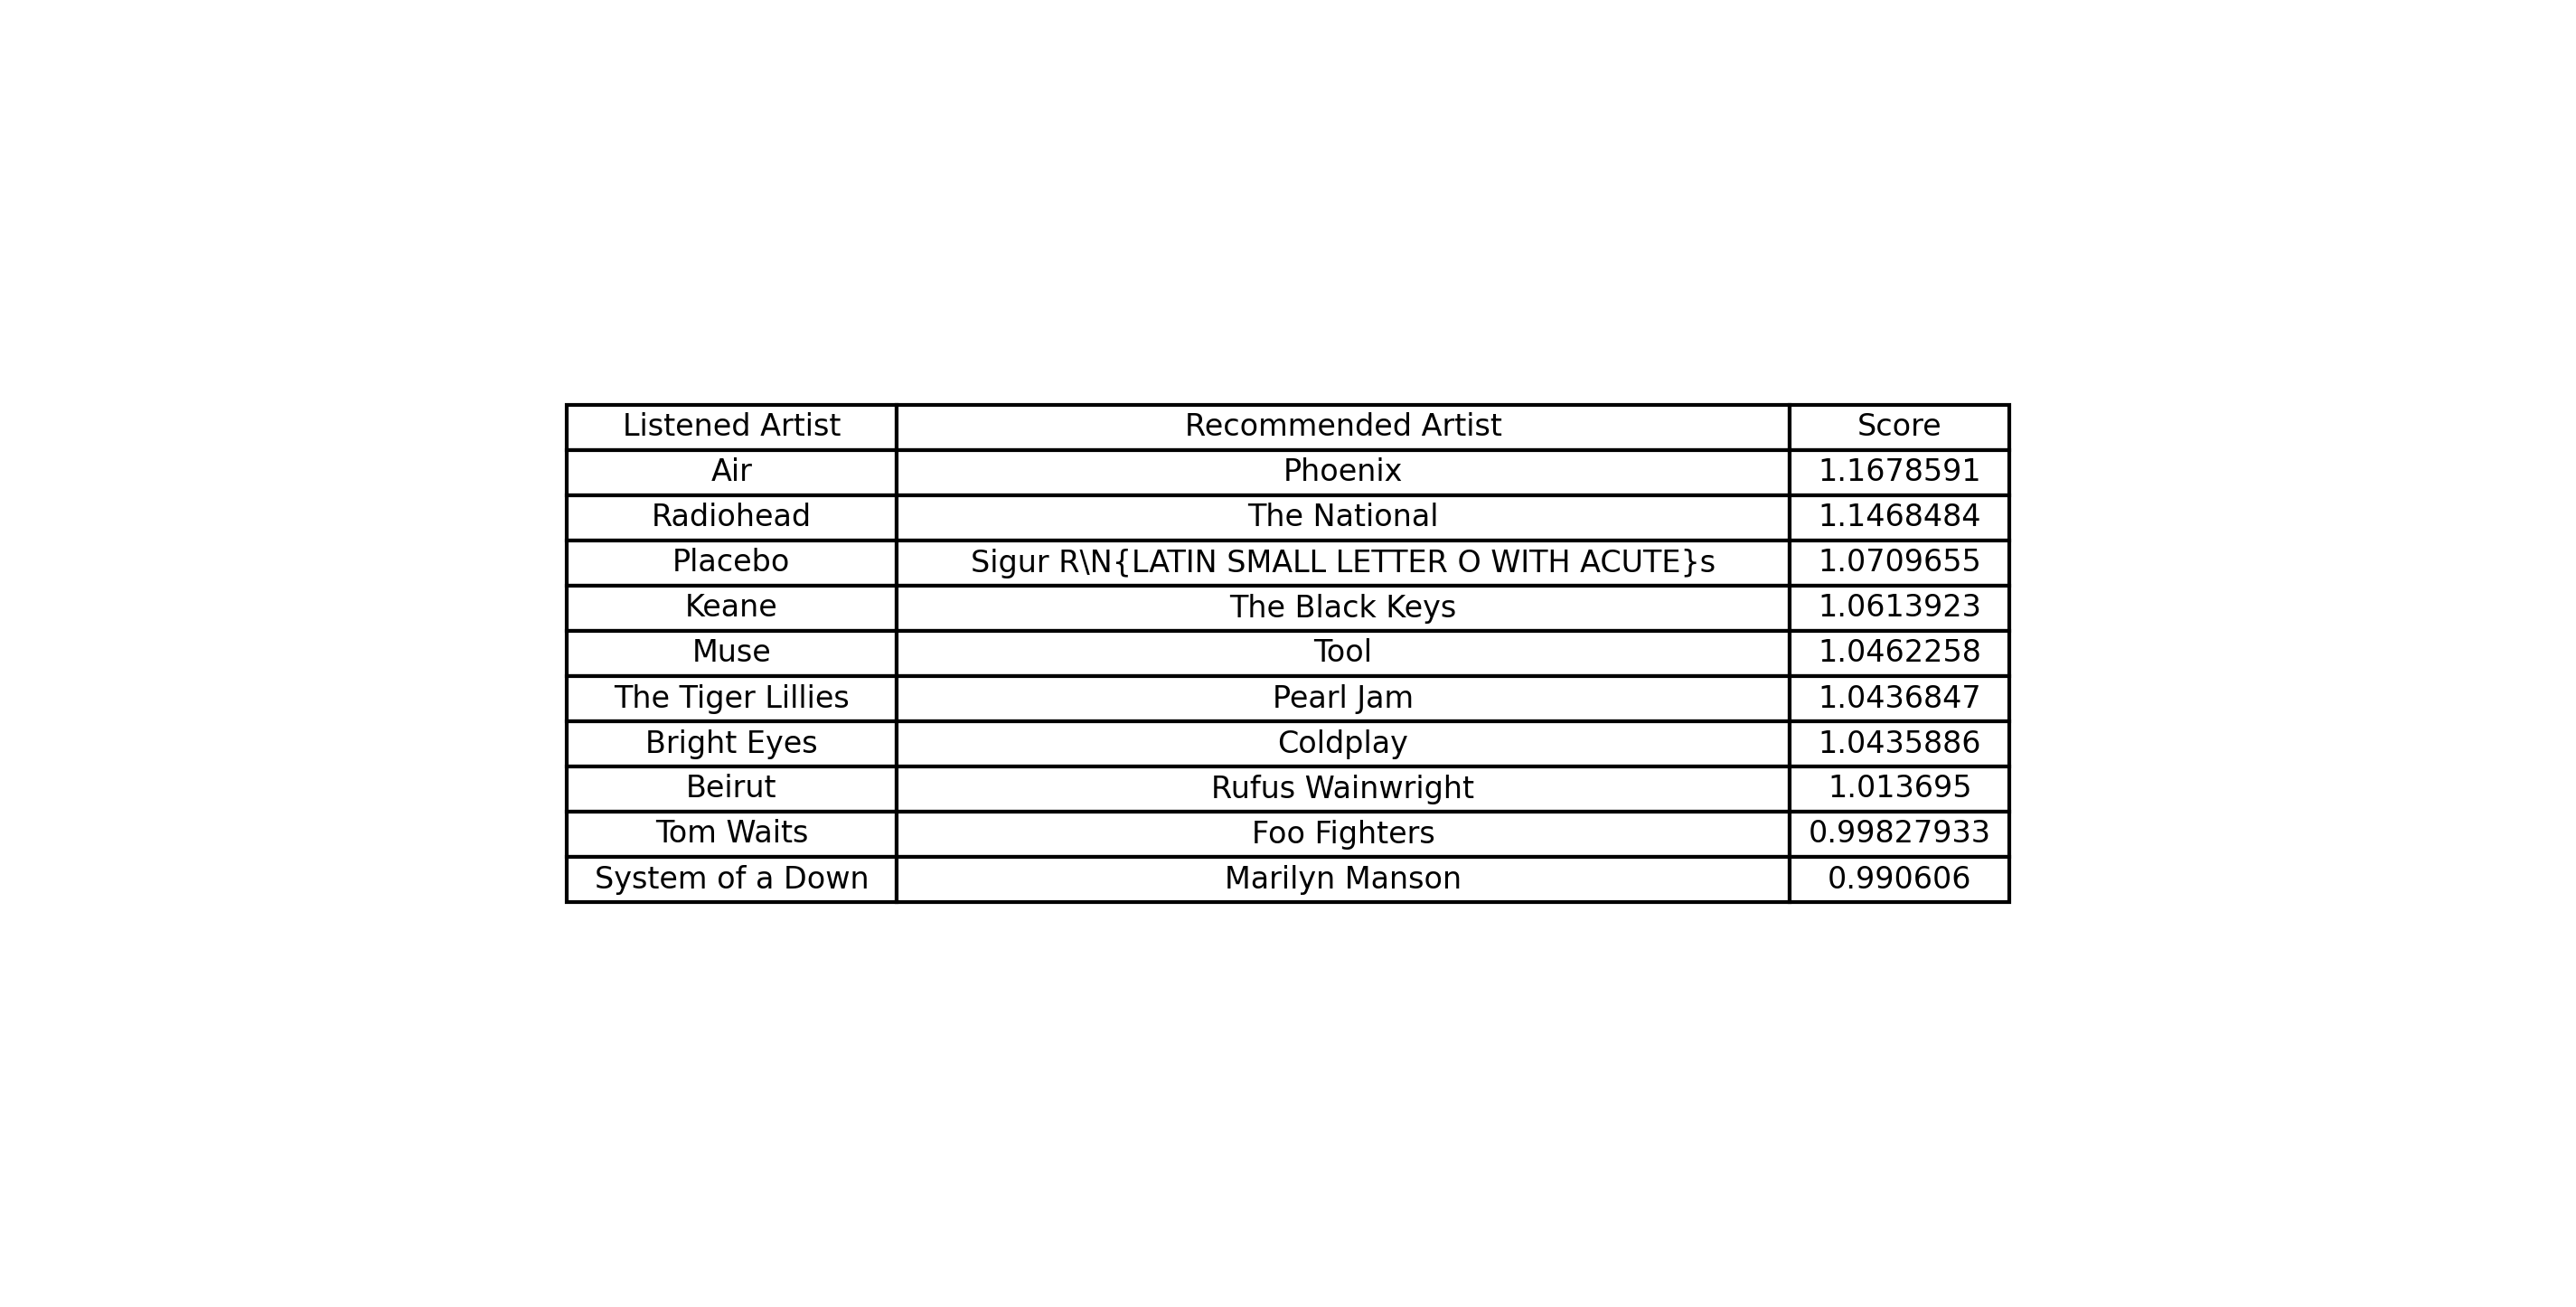 Listened Artist Recommended Artist Score
Air Phoenix 1.1678591
Radiohead The National 1.1468484
Placebo Sigur R\N{LATIN SMALL LETTER O WITH ACUTE}s 1.0709655
Keane The Black Keys 1.0613923
Muse Tool 1.0462258
The Tiger Lillies Pearl Jam 1.0436847
Bright Eyes Coldplay 1.0435886
Beirut Rufus Wainwright 1.013695
Tom Waits Foo Fighters 0.99827933
System of a Down Marilyn Manson 0.990606